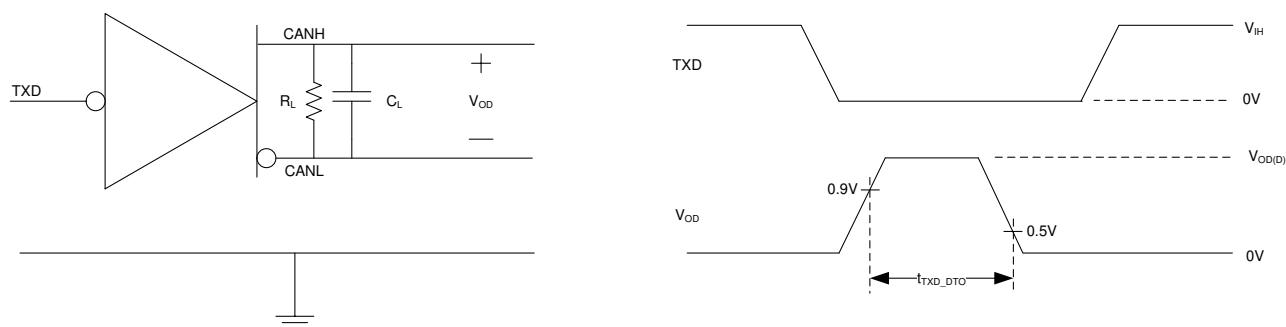 TXD
CANH
R_L
C_L
+
V_OD
—
CANL
TXD
V_IH
0V
V_OD(D)
0.9V
V_OD
0.5V
0V
t_TXD_DTO